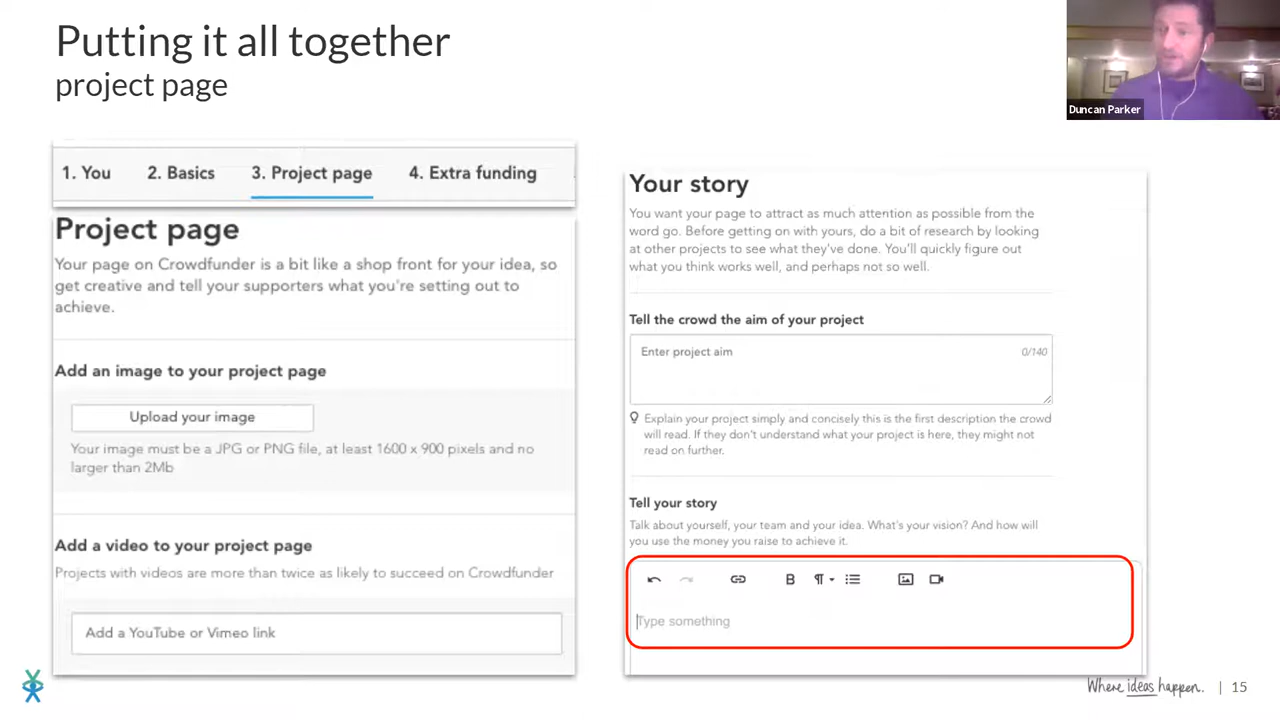 Putting it all together
project page
Duncan Parker
1. You 2. Basics 3. Project page 4. Extra funding
Project page
Your page on Crowdfunder is a bit like a shop front for your idea, so
get creative and tell your supporters what you're setting out to
achieve.
Add an image to your project page
Upload your image
Your image must be a JPG or PNG file, at least 1600 x 900 pixels and no
larger than 2Mb
Add a video to your project page
Projects with videos are more than twice as likely to succeed on Crowdfunder
Add a YouTube or Vimeo link
Your story
You want your page to attract as much attention as possible from the
word go. Before getting on with yours, do a bit of research by looking
at other projects to see what they've done. You'll quickly figure out
what you think works well, and perhaps not so well.
Tell the crowd the aim of your project
Enter project aim 0/140
Explain your project simply and concisely this is the first description the crowd
will read. If they don't understand what your project is here, they might not
read on further.
Tell your story
Talk about yourself, your team and your idea. What's your vision? And how will
you use the money you raise to achieve it.
B ¶
Type something
Where ideas happen. | 15